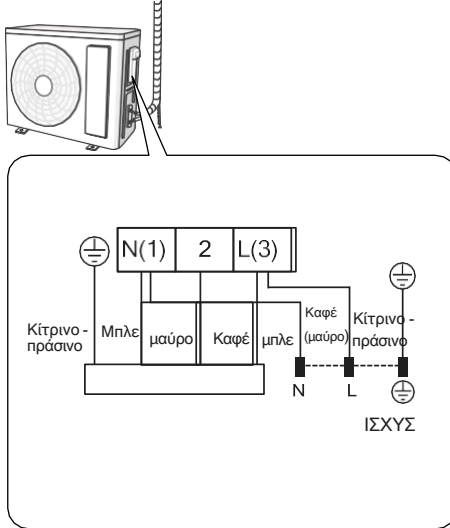 N(1) 2 L(3)
Κίτρινο -
πράσινο
Μπλε
μαύρο
Καφέ
μπλε
Καφέ
(μαύρο)
Κίτρινο -
πράσινο
N L
ΙΣΧΥΣ